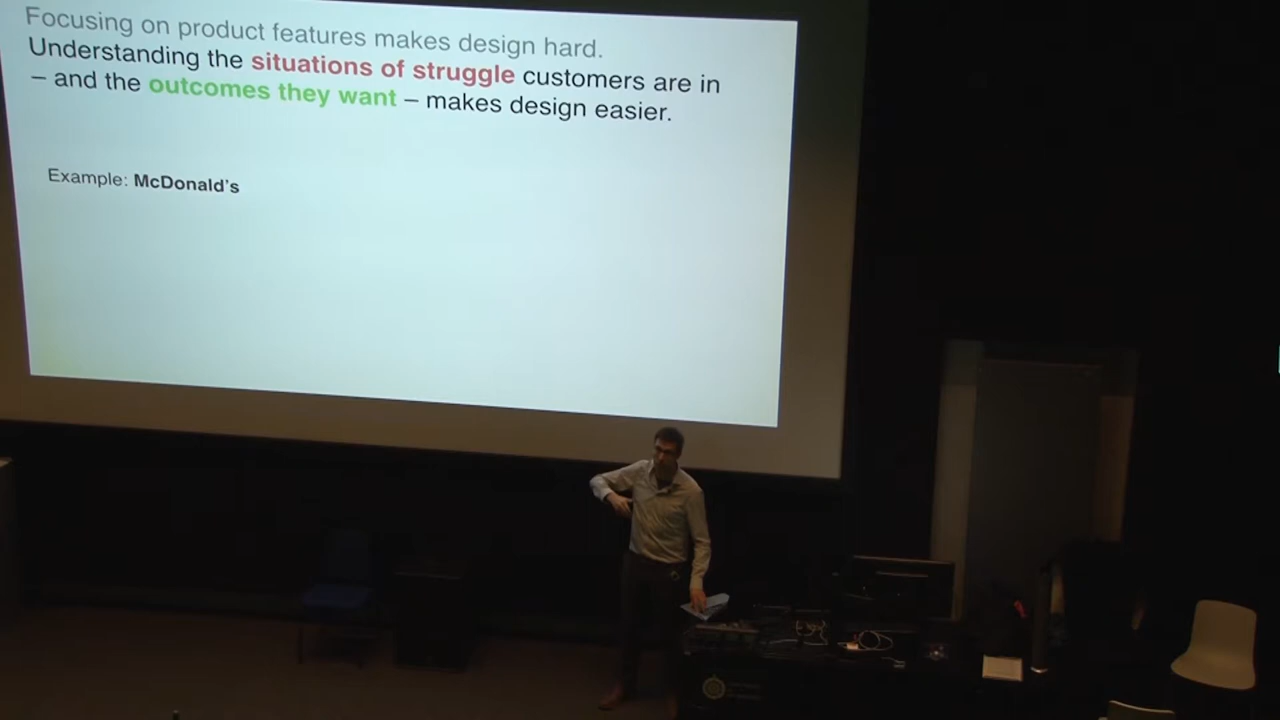 Focusing on product features makes design hard.
Understanding the situations of struggle customers are in
– and the outcomes they want – makes design easier.
Example: McDonald's